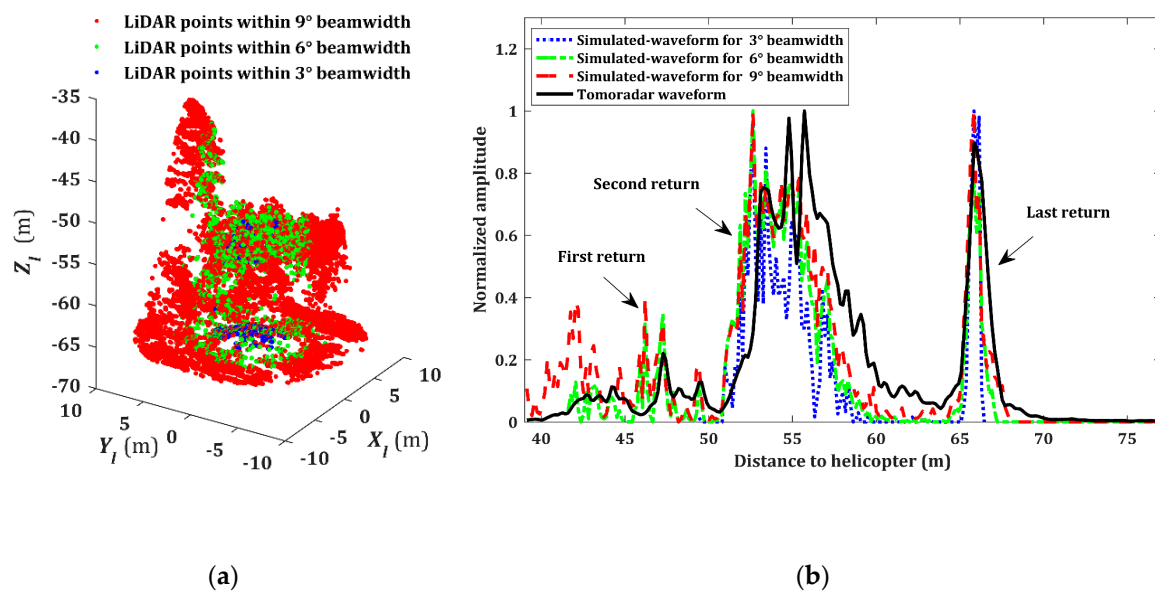 LiDAR points within 9° beamwidth
LiDAR points within 6° beamwidth
LiDAR points within 3° beamwidth
-35
-40
-45
-50
-55
-60
-65
-70
Z_l (m)
10
5
0
-5
-10
Y_l (m)
-10
-5
0
5
10
X_l (m)
(a)
Simulated-waveform for 3° beamwidth
Simulated-waveform for 6° beamwidth
Simulated-waveform for 9° beamwidth
Tomoradar waveform
1.2
1
0.8
0.6
0.4
0.2
0
Normalized amplitude
First return
Second return
Last return
40
45
50
55
60
65
70
75
Distance to helicopter (m)
(b)